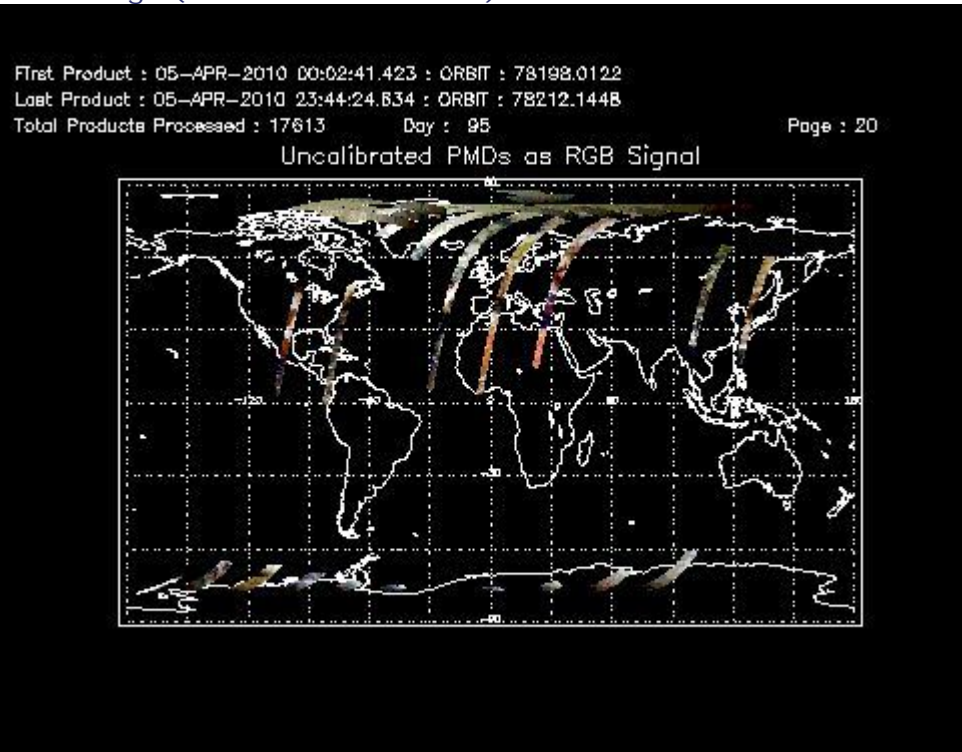 First Product : 05-APR-2010 00:02:41.423 : ORBIT : 78198.0122
Last Product : 05-APR-2010 23:44:24.634 : ORBIT : 78212.1448
Total Products Processed : 17613 Day : 95 Page : 20
Uncalibrated PMDs as RGB Signal
-120
60
-30
-90